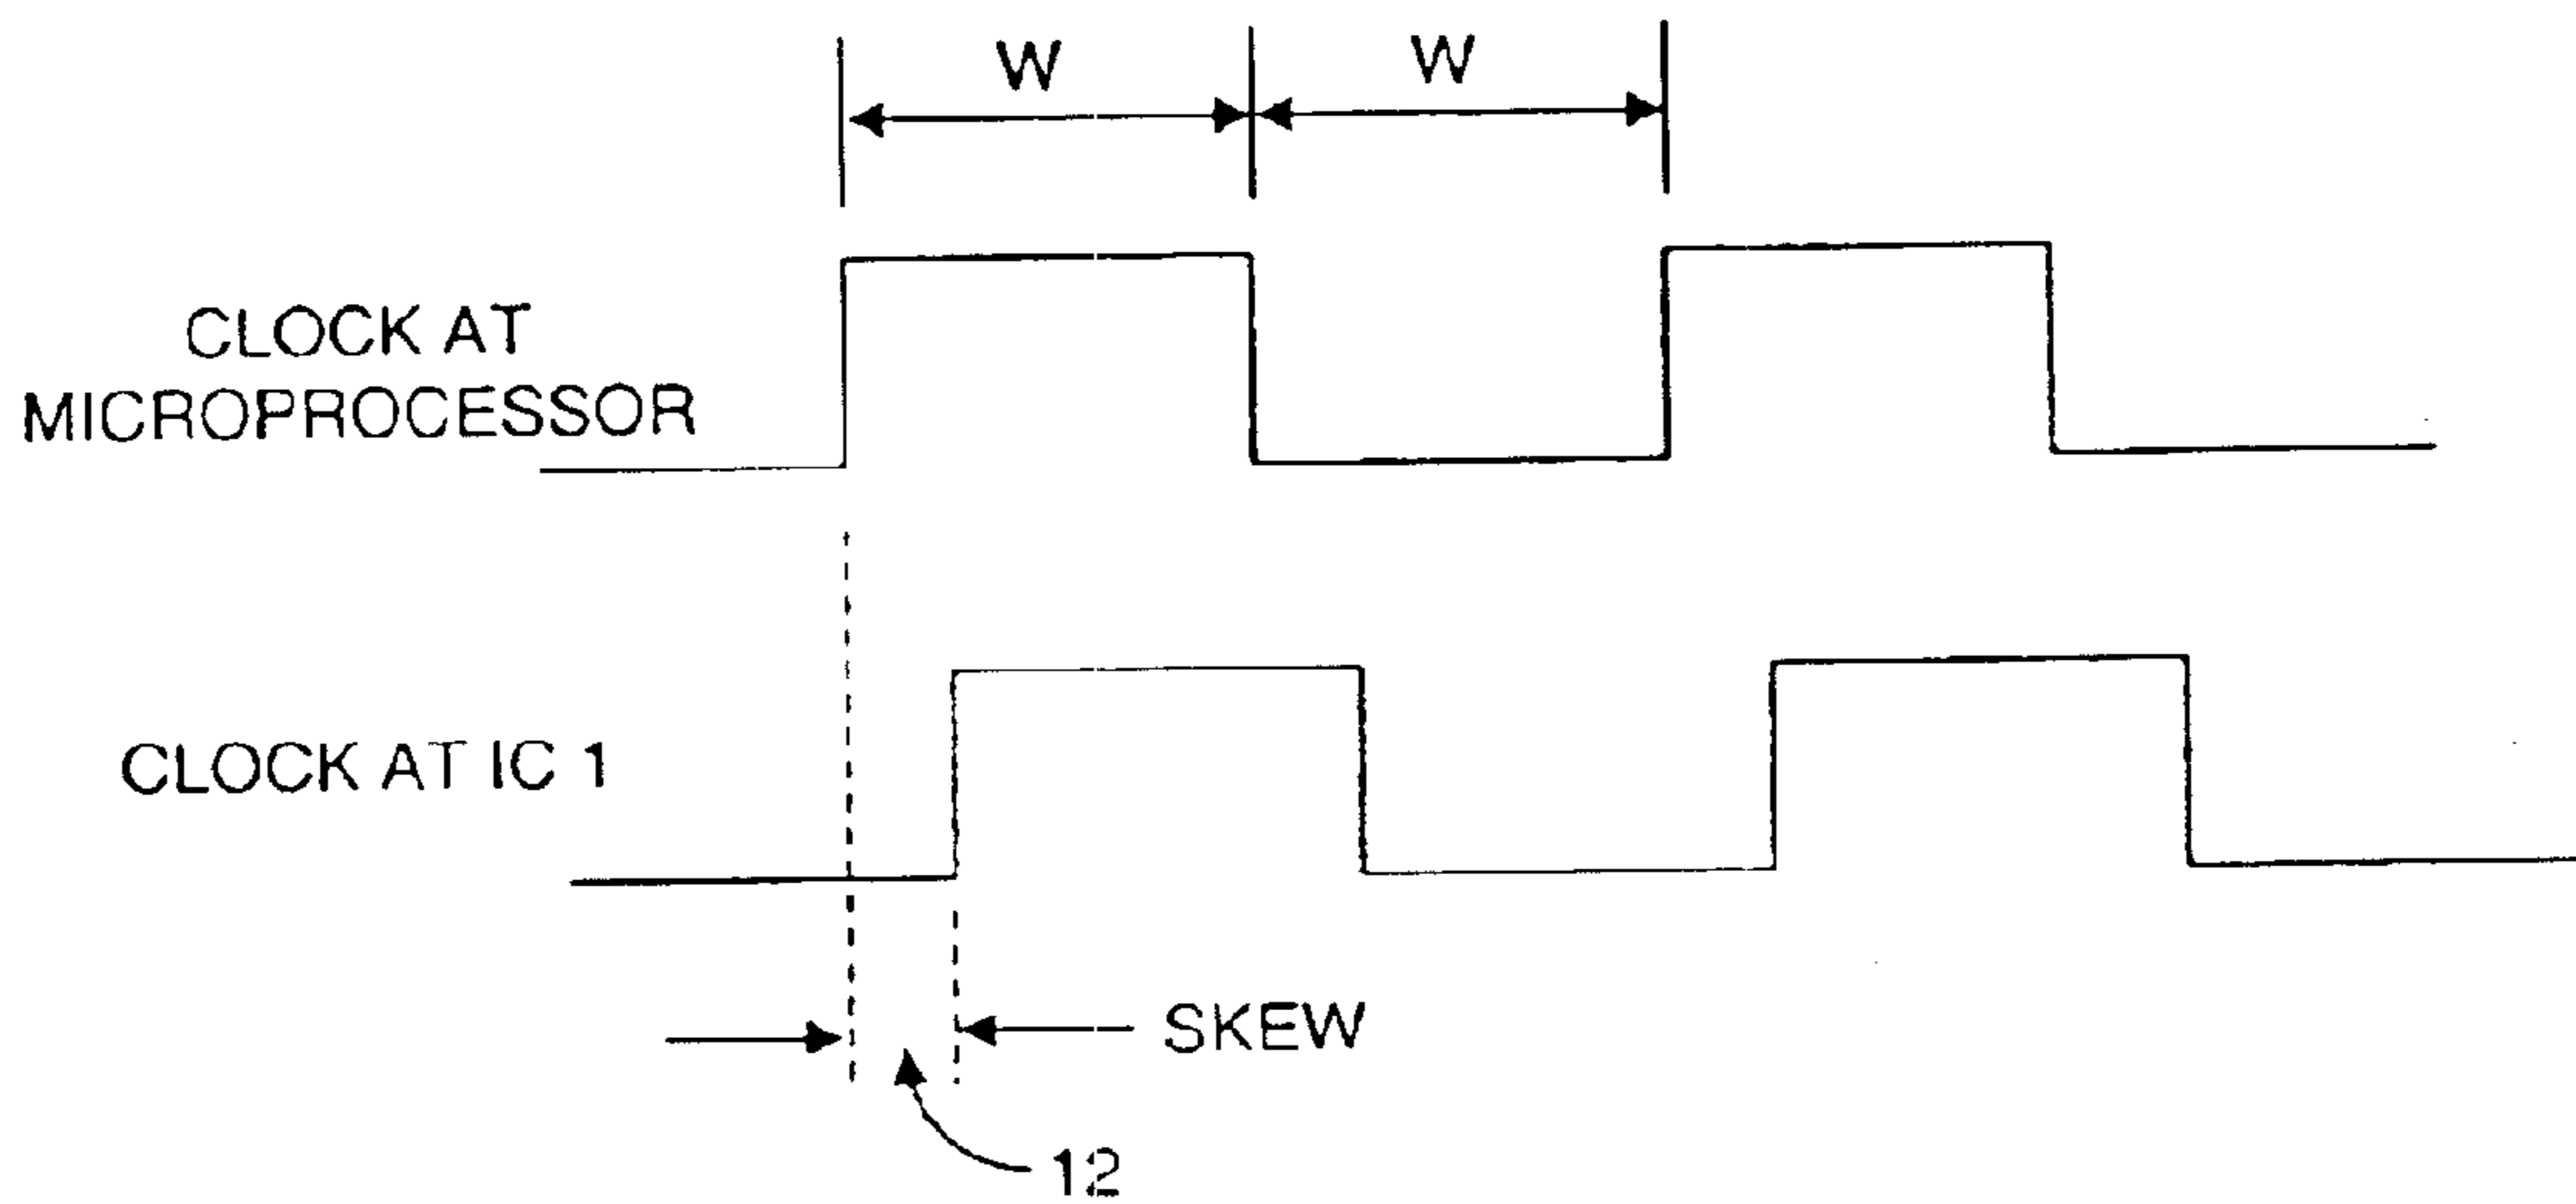 W
W
CLOCK AT
MICROPROCESSOR
CLOCK AT IC 1
SKEW
12